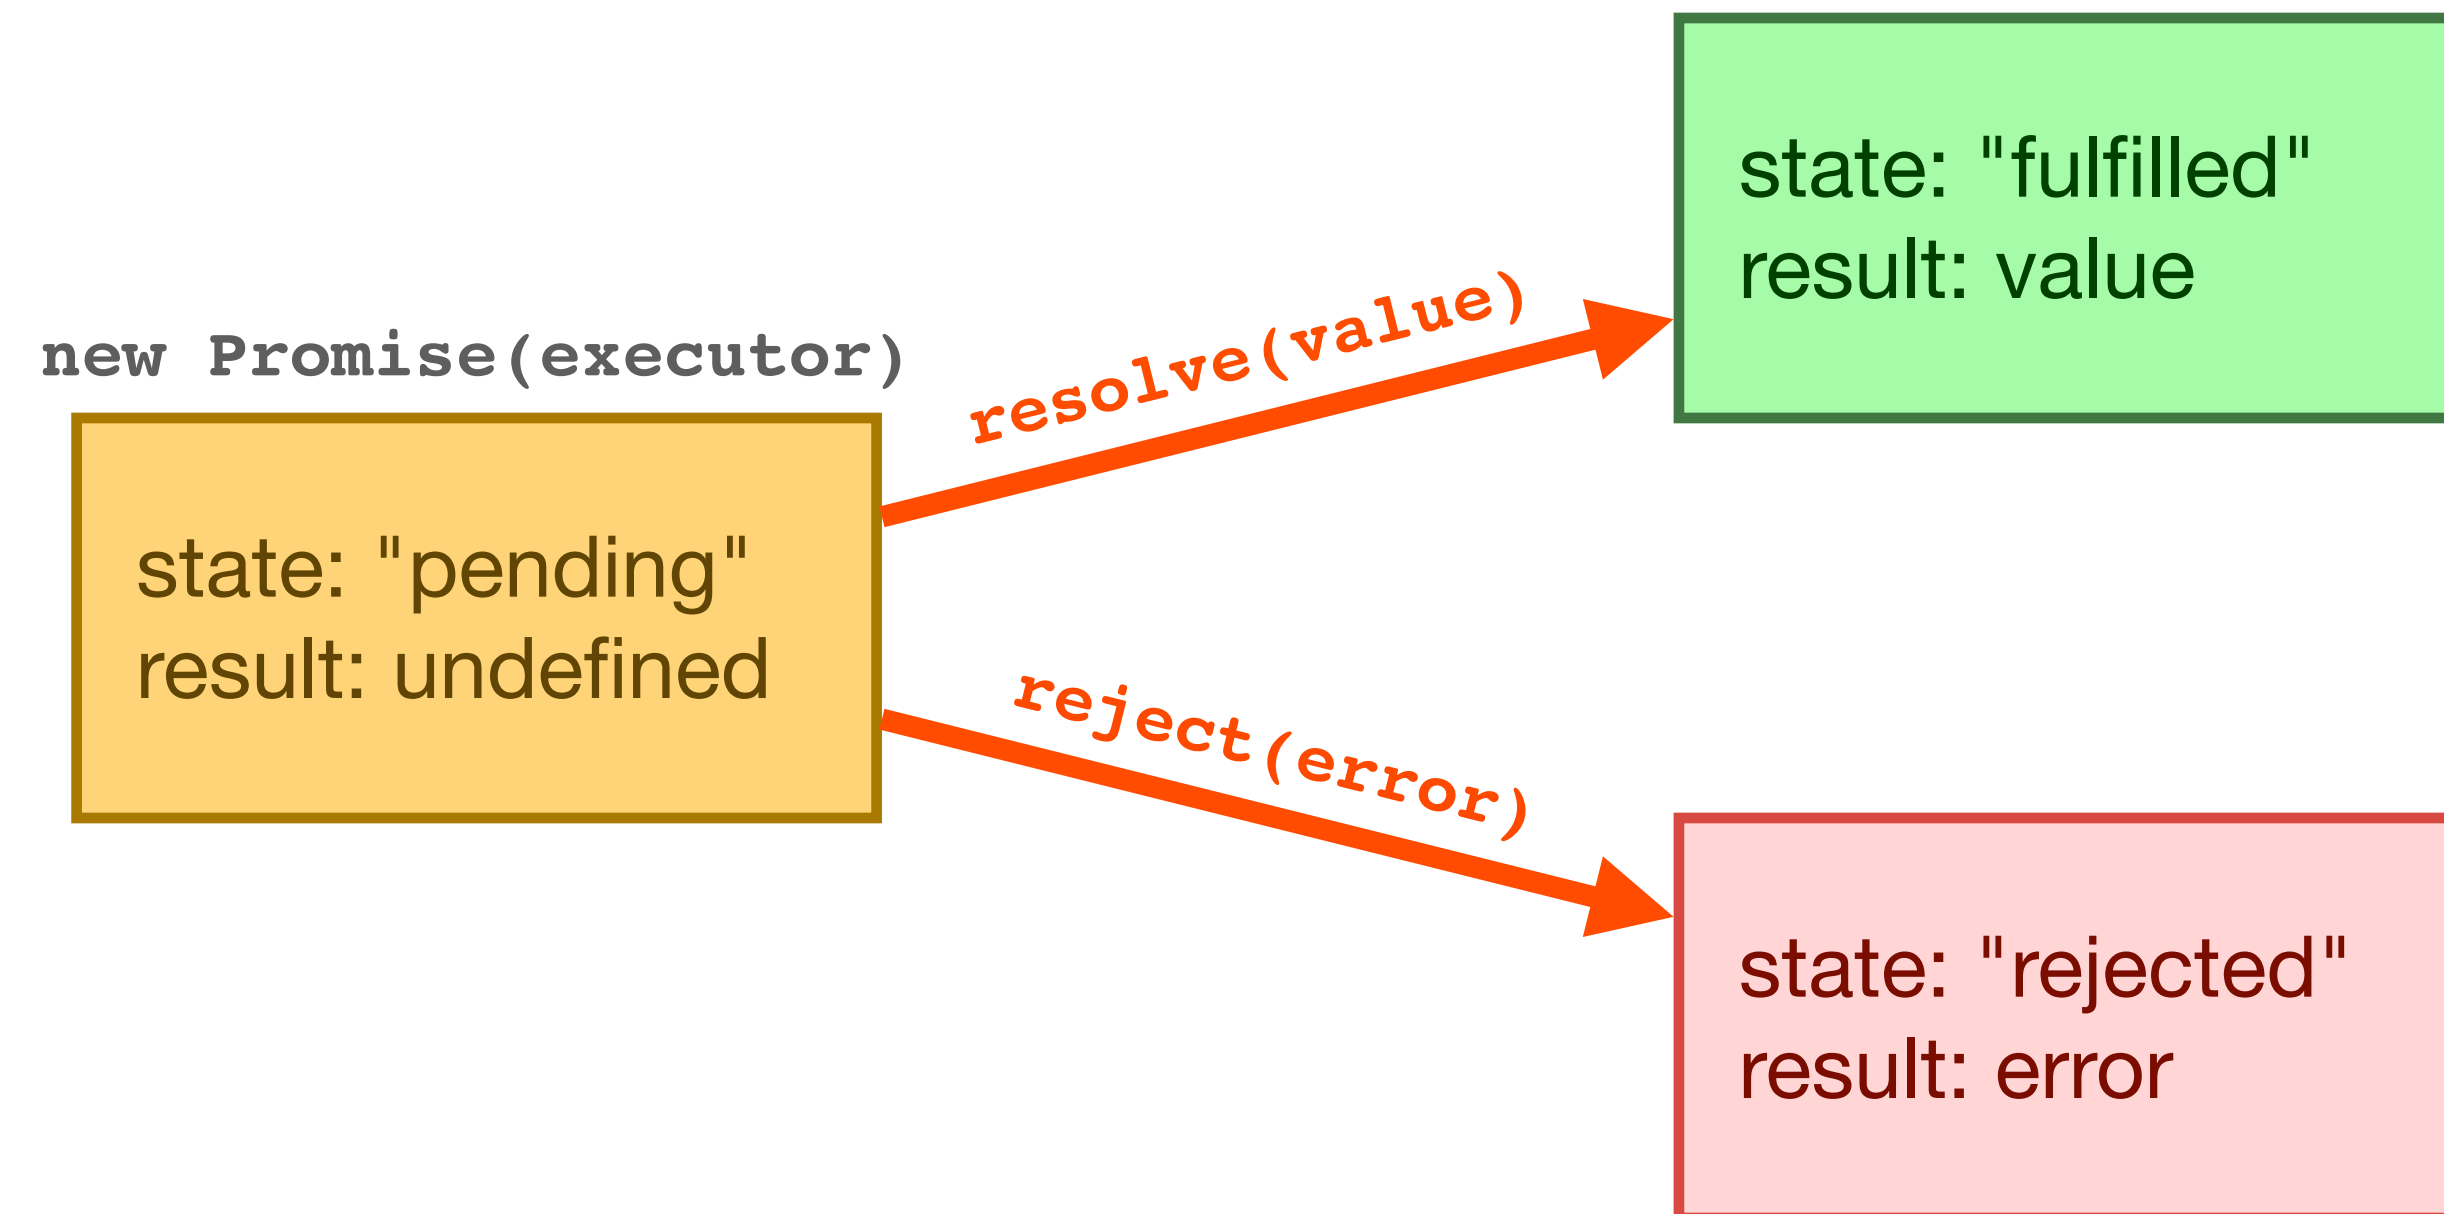 new Promise(executor)
state: "pending"
result: undefined
resolve(value)
state: "fulfilled"
result: value
reject(error)
state: "rejected"
result: error